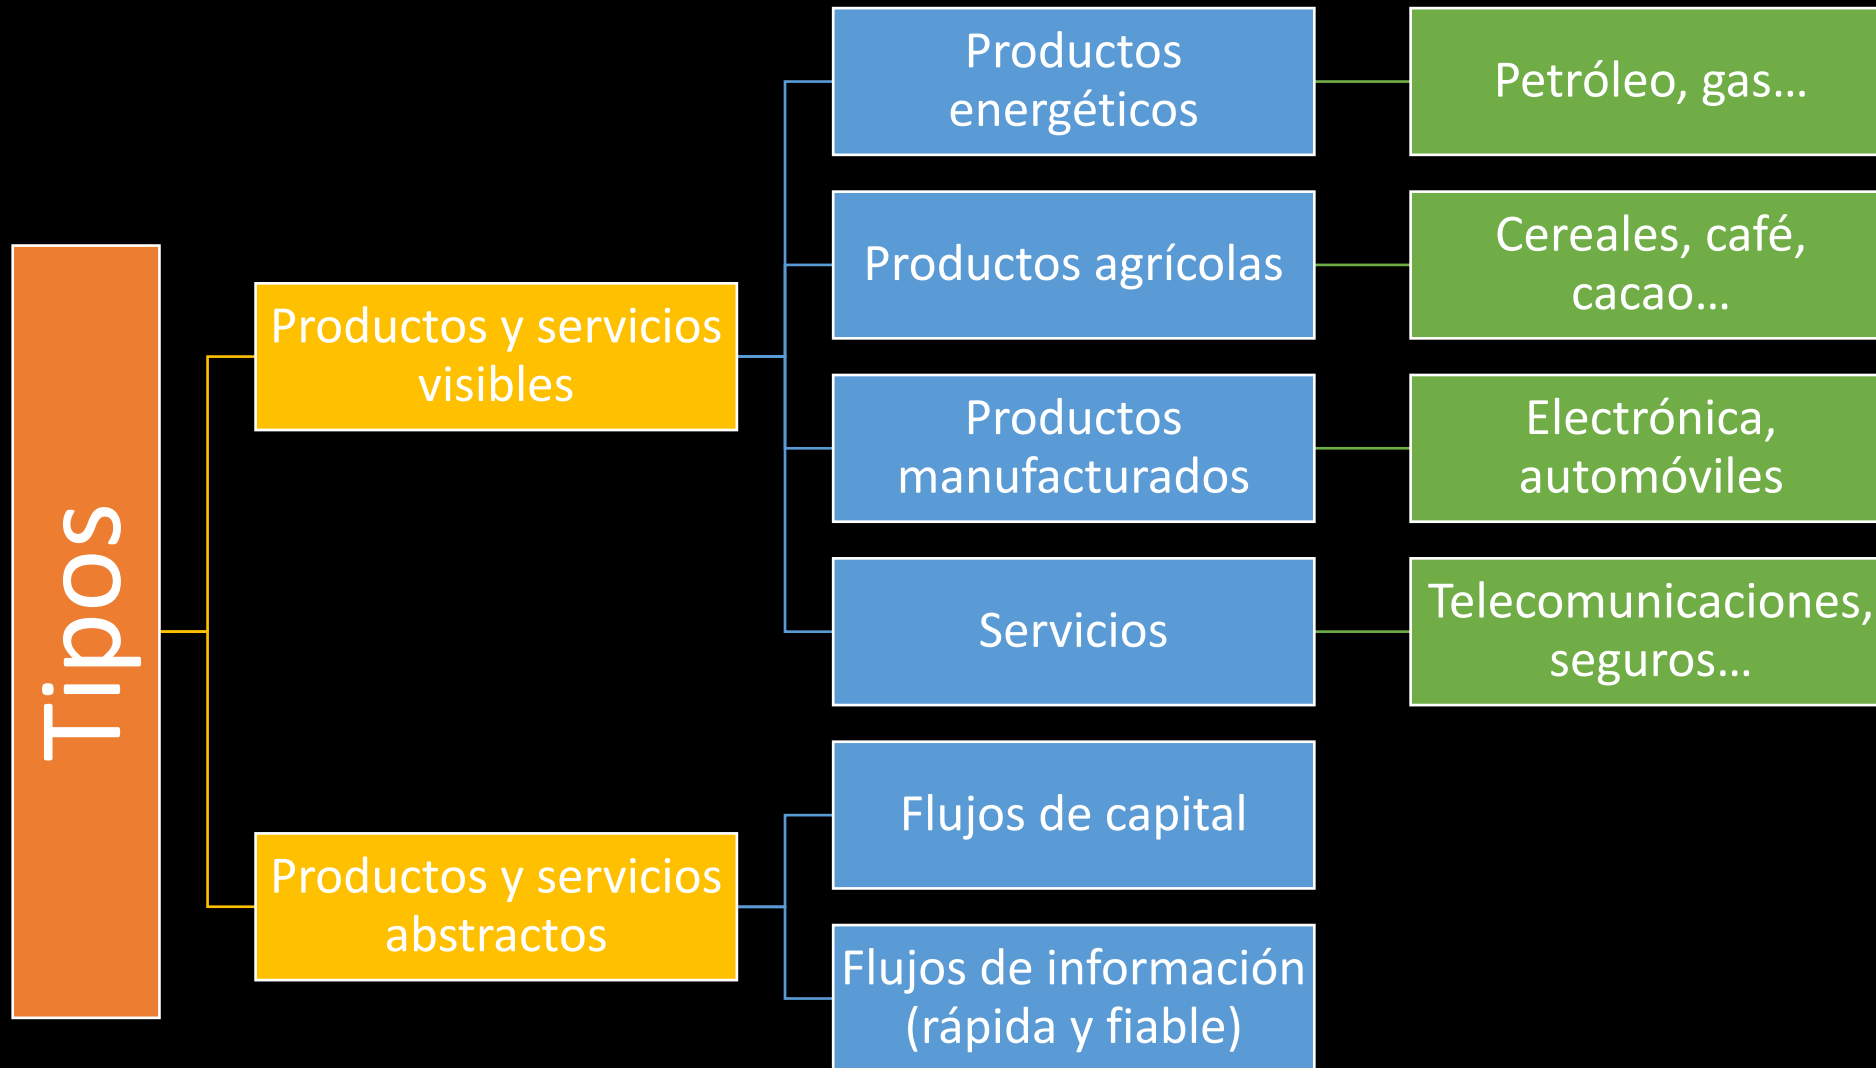 Tipos
Productos y servicios
visibles
Productos
energéticos
Petróleo, gas…
Productos agrícolas
Cereales, café,
cacao…
Productos
manufacturados
Electrónica,
automóviles
Servicios
Telecomunicaciones,
seguros…
Productos y servicios
abstractos
Flujos de capital
Flujos de información
(rápida y fiable)